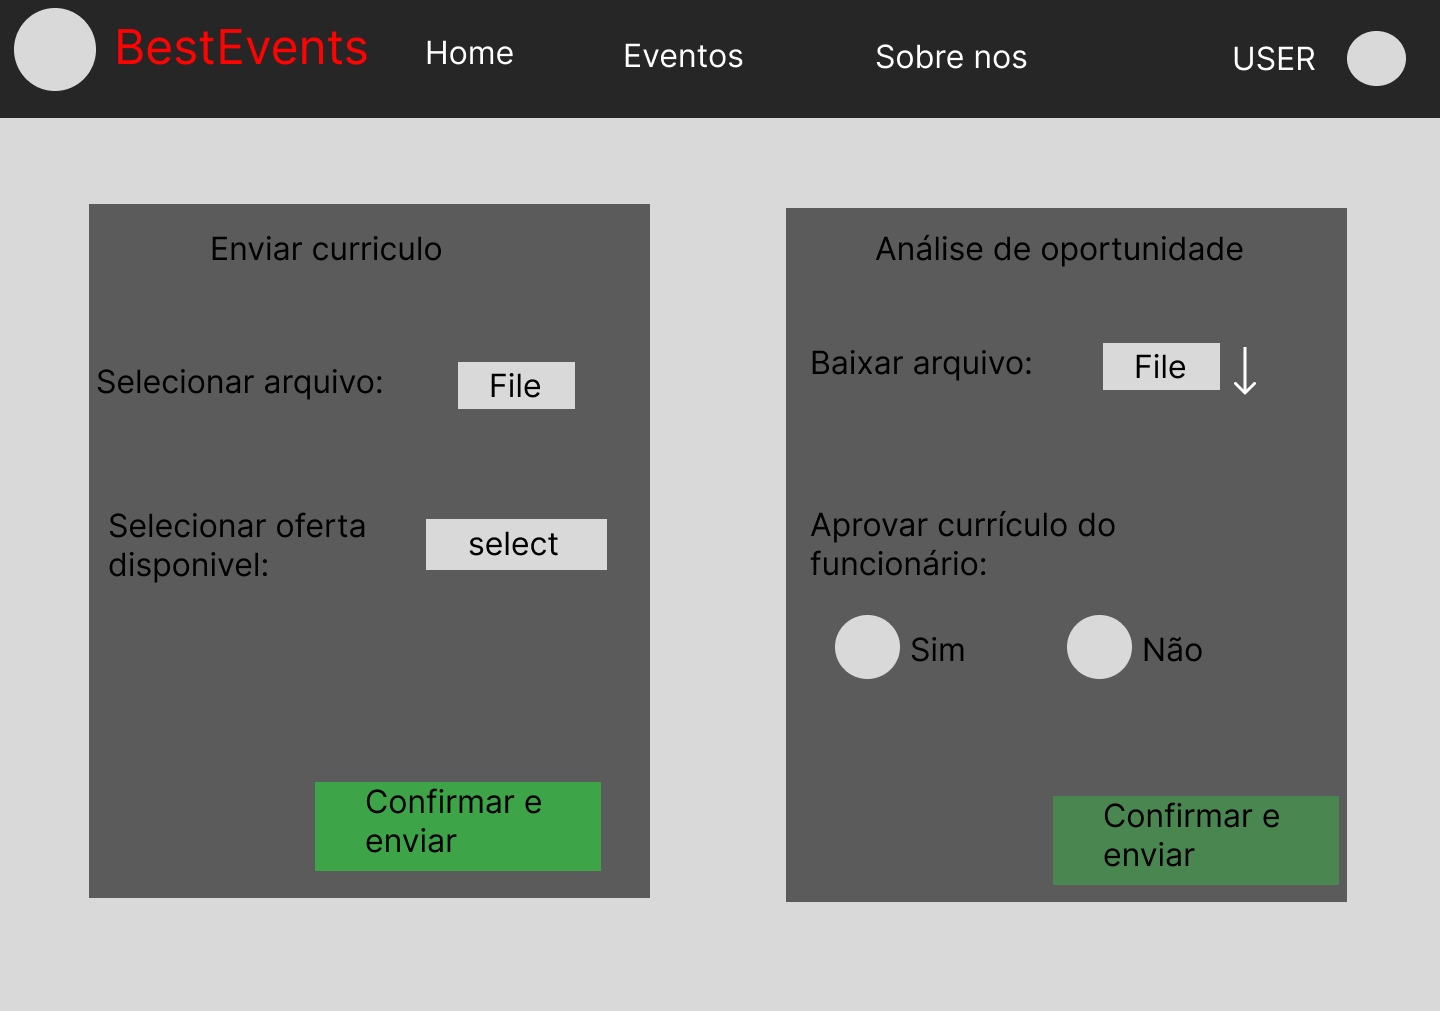 BestEvents
Home
Eventos
Sobre nos
USER
Enviar curriculo
Selecionar arquivo:
File
Selecionar oferta
disponivel:
select
Confirmar e
enviar
Análise de oportunidade
Baixar arquivo:
File
Aprovar currículo do
funcionário:
Sim
Não
Confirmar e
enviar